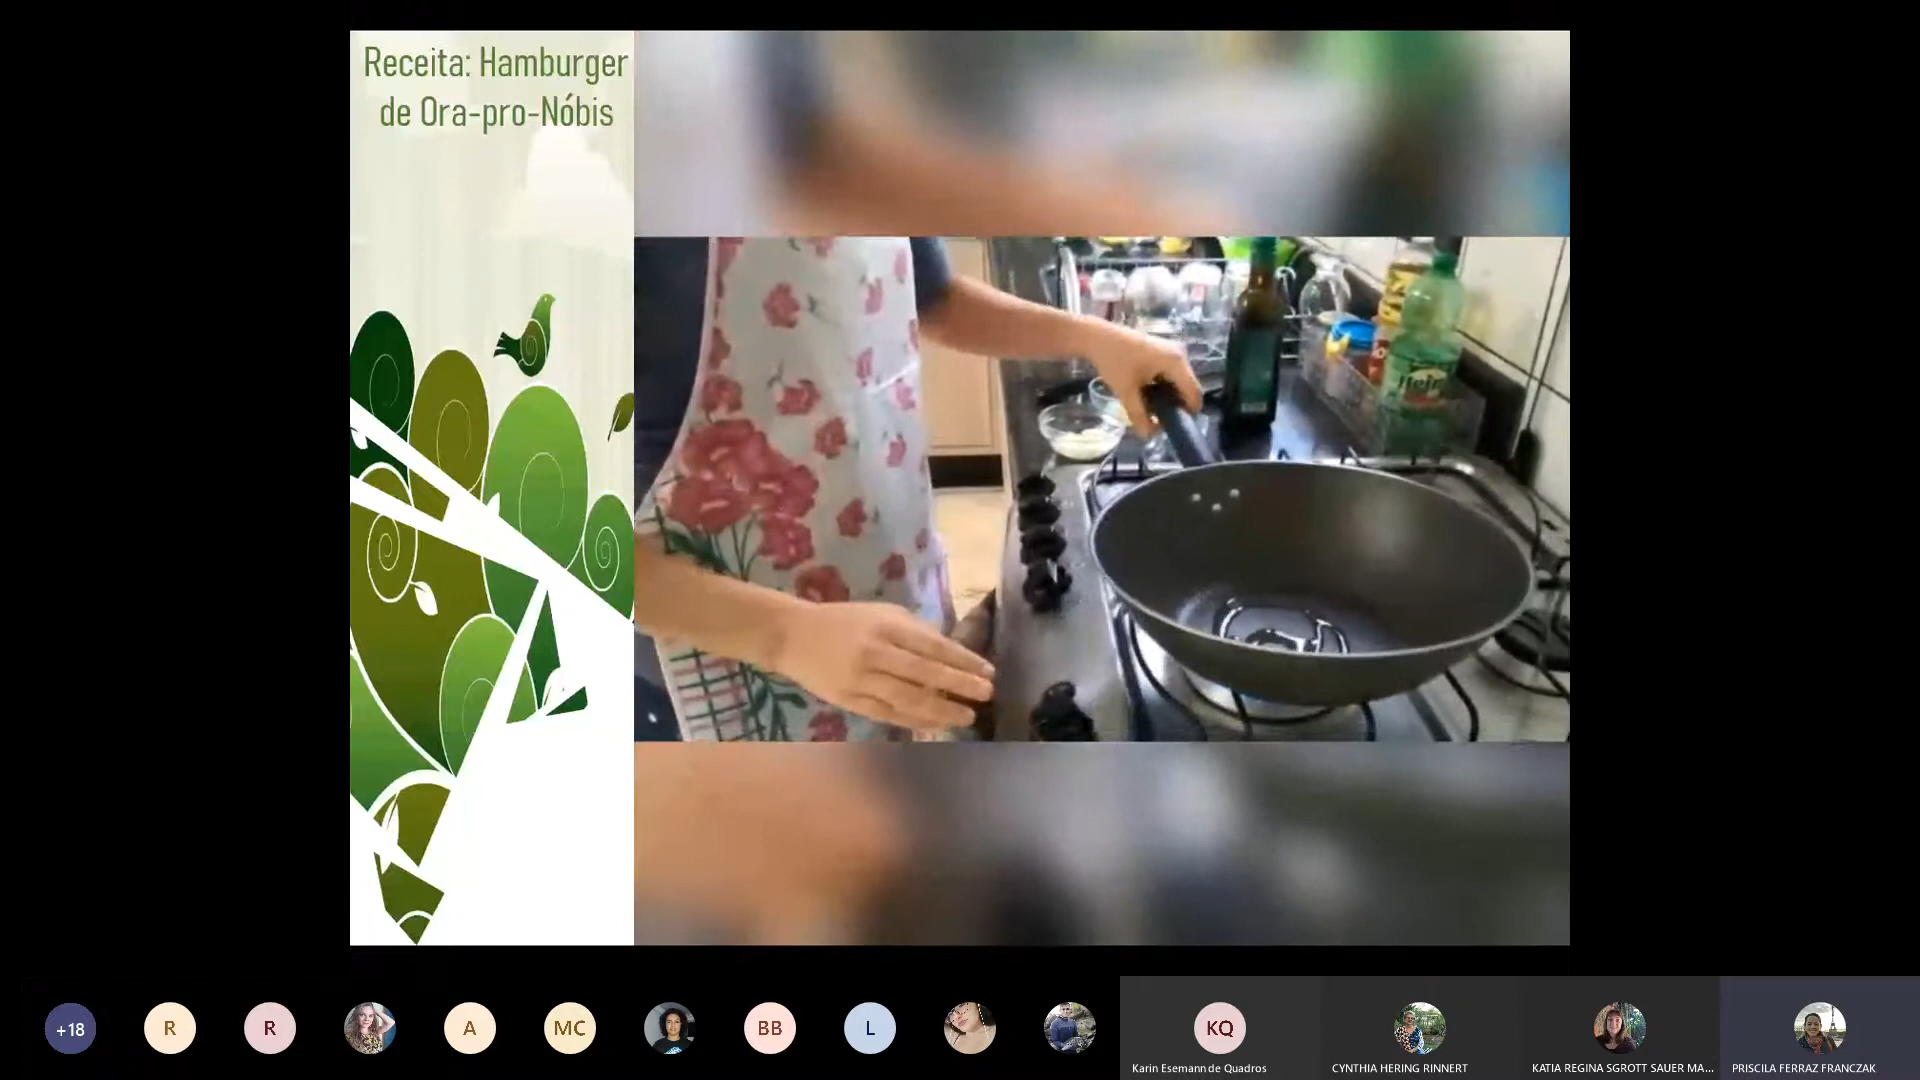 Receita: Hamburger
de Ora-pro-Nóbis
Hein
+18
R
R
A
MC
BB
L
KQ
Karin Esemann de Quadros
CYNTHIA HERING RINNERT
KATIA REGINA SGROTT SAUER MA...
PRISCILA FERRAZ FRANCZAK